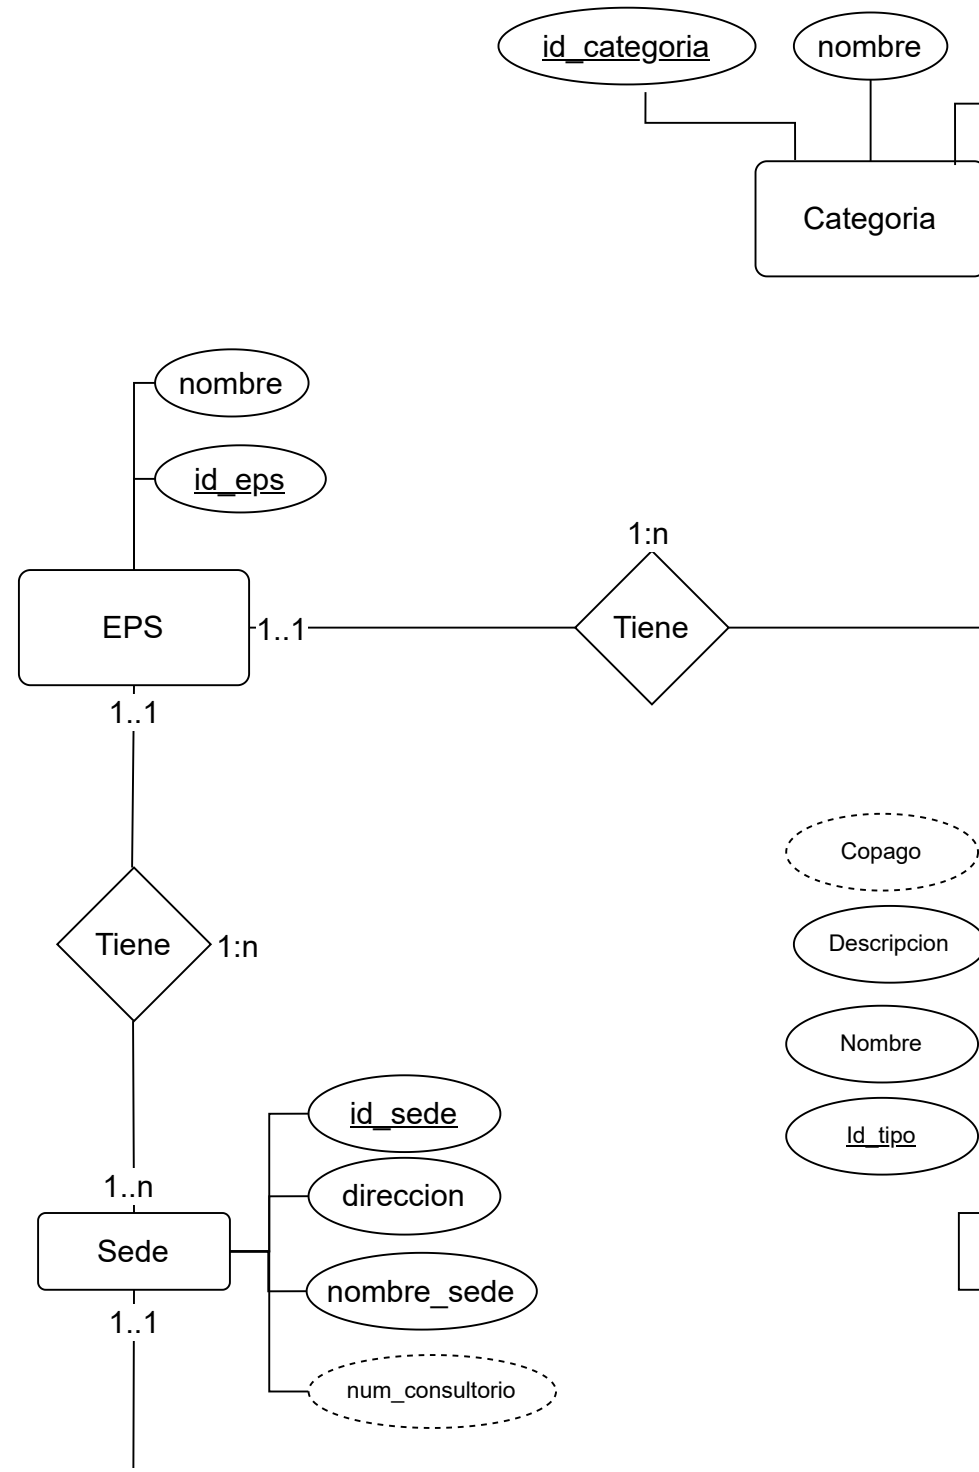 id_categoria
nombre
Categoria
nombre
id_eps
1:n
EPS
1..1
Tiene
1..1
Copago
Descripcion
Tiene
1:n
Nombre
id_sede
Id_tipo
1..n
direccion
Sede
nombre_sede
1..1
num_consultorio